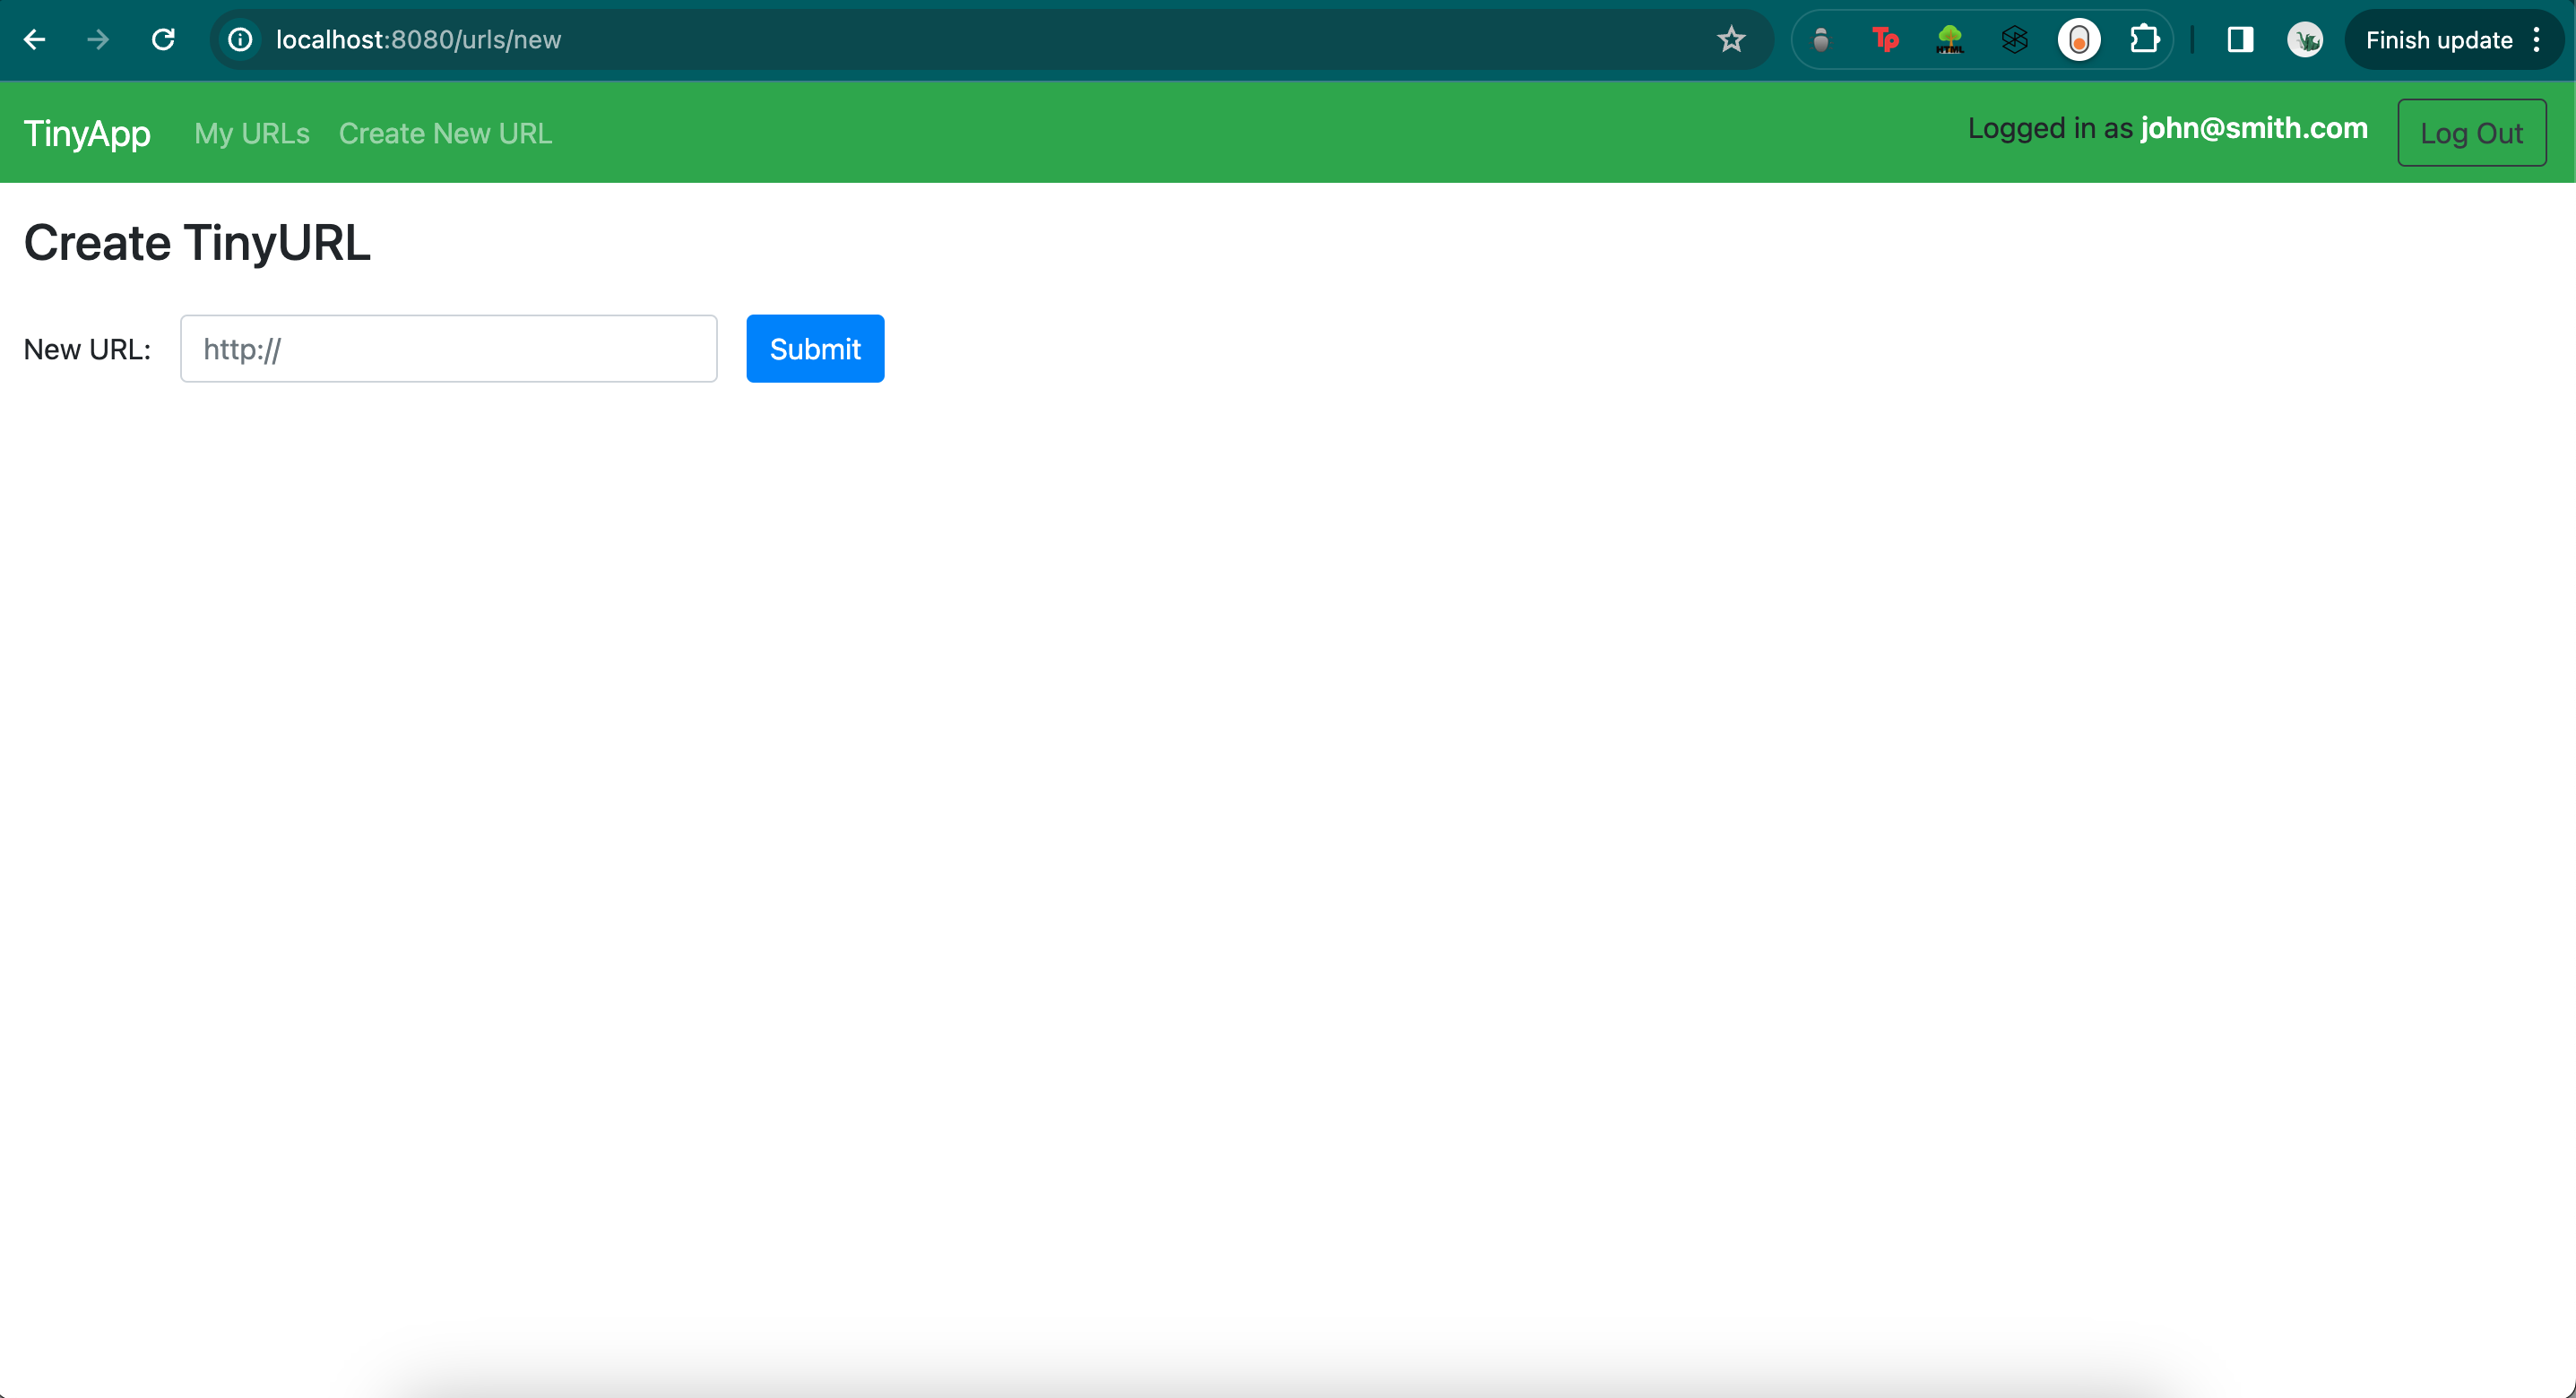 localhost:8080/urls/new
Tp
HTML
Finish update
TinyApp My URLs Create New URL Logged in as john@smith.com Log Out
Create TinyURL
New URL: http:// Submit